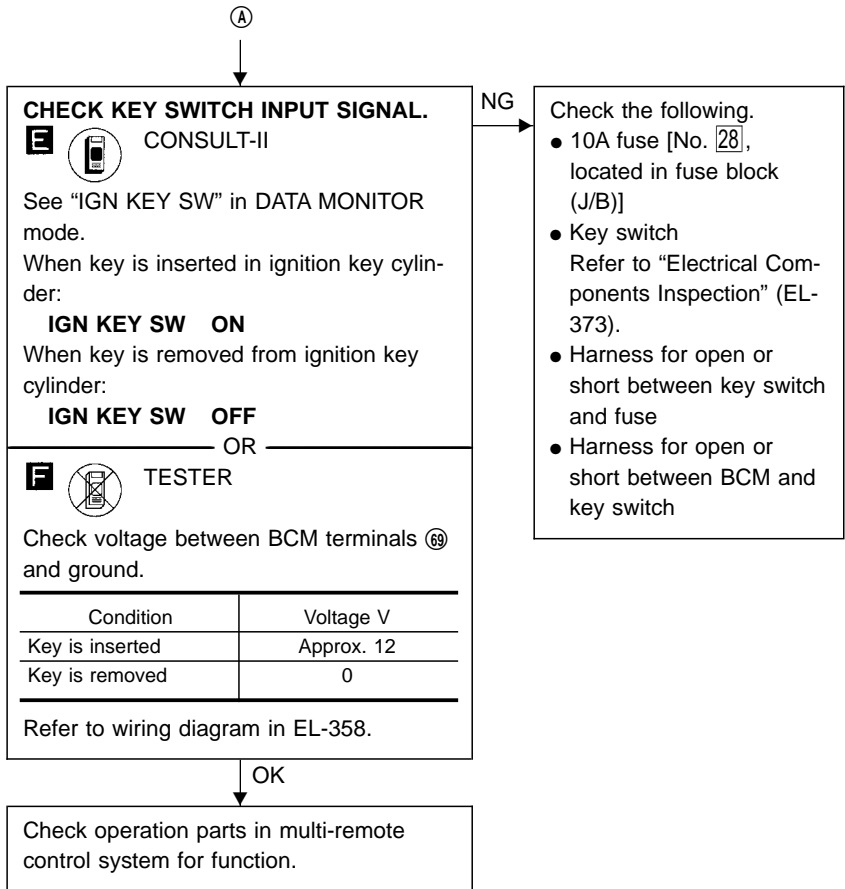 Ⓐ
CHECK KEY SWITCH INPUT SIGNAL.
E CONSULT-II
See “IGN KEY SW” in DATA MONITOR
mode.
When key is inserted in ignition key cylin-
der:
IGN KEY SW ON
When key is removed from ignition key
cylinder:
IGN KEY SW OFF
OR
F TESTER
Check voltage between BCM terminals ㊿
and ground.
Condition Voltage V
Key is inserted Approx. 12
Key is removed 0
Refer to wiring diagram in EL-358.
NG
Check the following.
● 10A fuse [No. 28,
located in fuse block
(J/B)]
● Key switch
Refer to “Electrical Com-
ponents Inspection” (EL-
373).
● Harness for open or
short between key switch
and fuse
● Harness for open or
short between BCM and
key switch
OK
Check operation parts in multi-remote
control system for function.